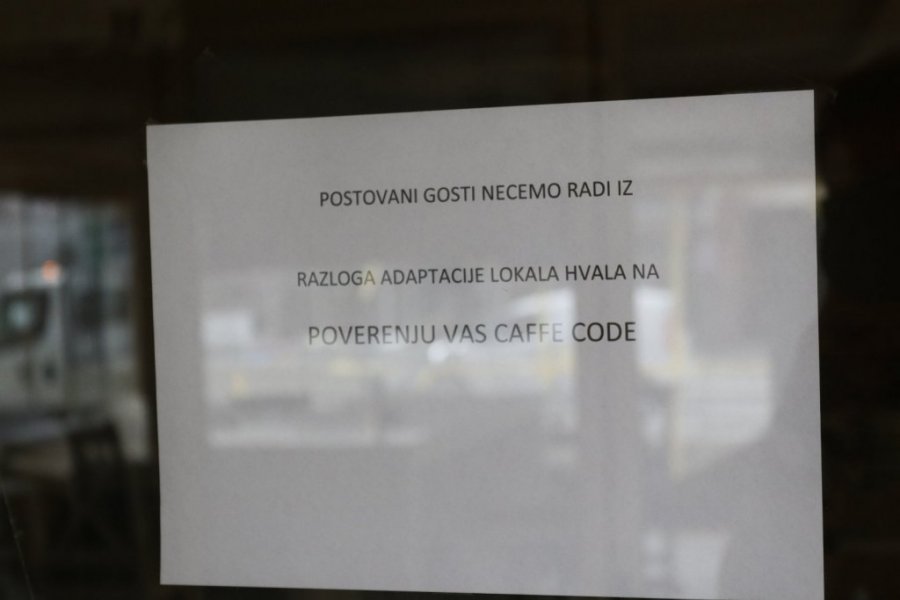 POSTOVANI GOSTI NECEMO RADI IZ
RAZLOGA ADAPTACIJE LOKALA HVALA NA
POVERENJU VAS CAFFE CODE